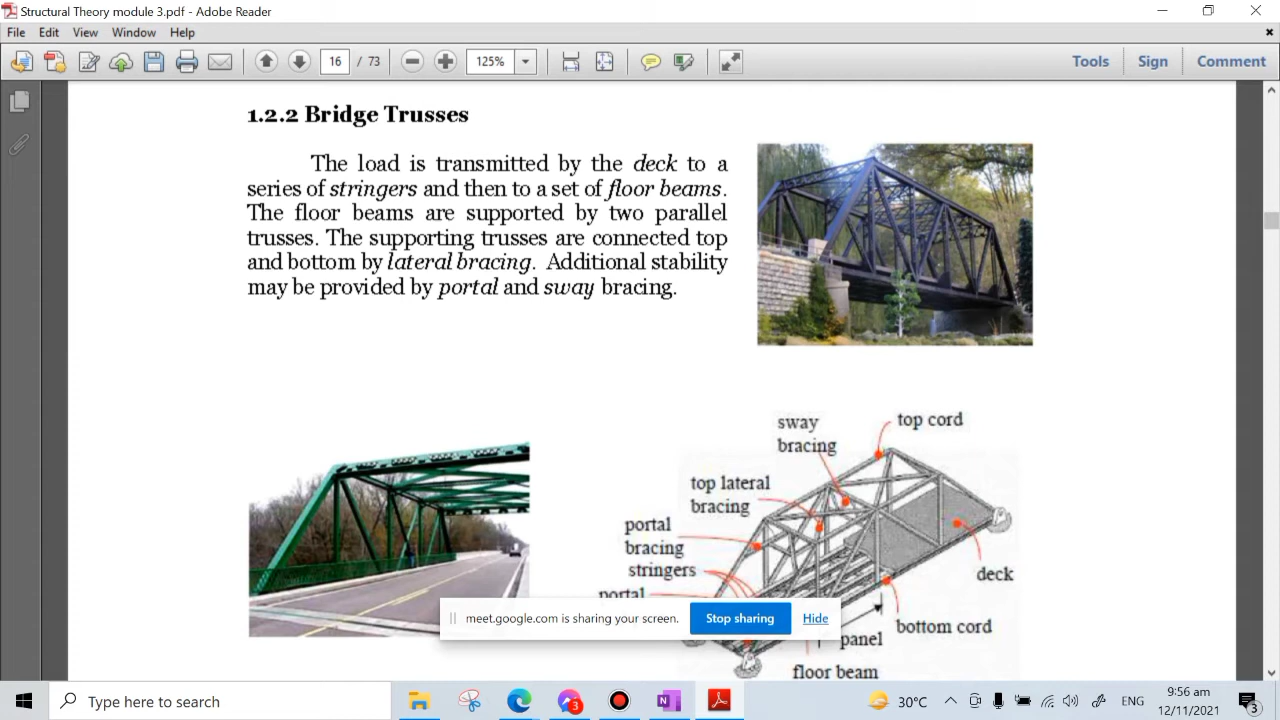 Structural Theory module 3.pdf - Adobe Reader
File Edit View Window Help
16 / 73 125% Tools Sign Comment
1.2.2 Bridge Trusses
The load is transmitted by the deck to a
series of stringers and then to a set of floor beams.
The floor beams are supported by two parallel
trusses. The supporting trusses are connected top
and bottom by lateral bracing. Additional stability
may be provided by portal and sway bracing.
sway
bracing
top cord
top lateral
bracing
portal
bracing
stringers
portal
deck
bottom cord
panel
floor beam
meet.google.com is sharing your screen. Stop sharing Hide
Type here to search
3
30°C ENG
9:56 am
12/11/2021
3